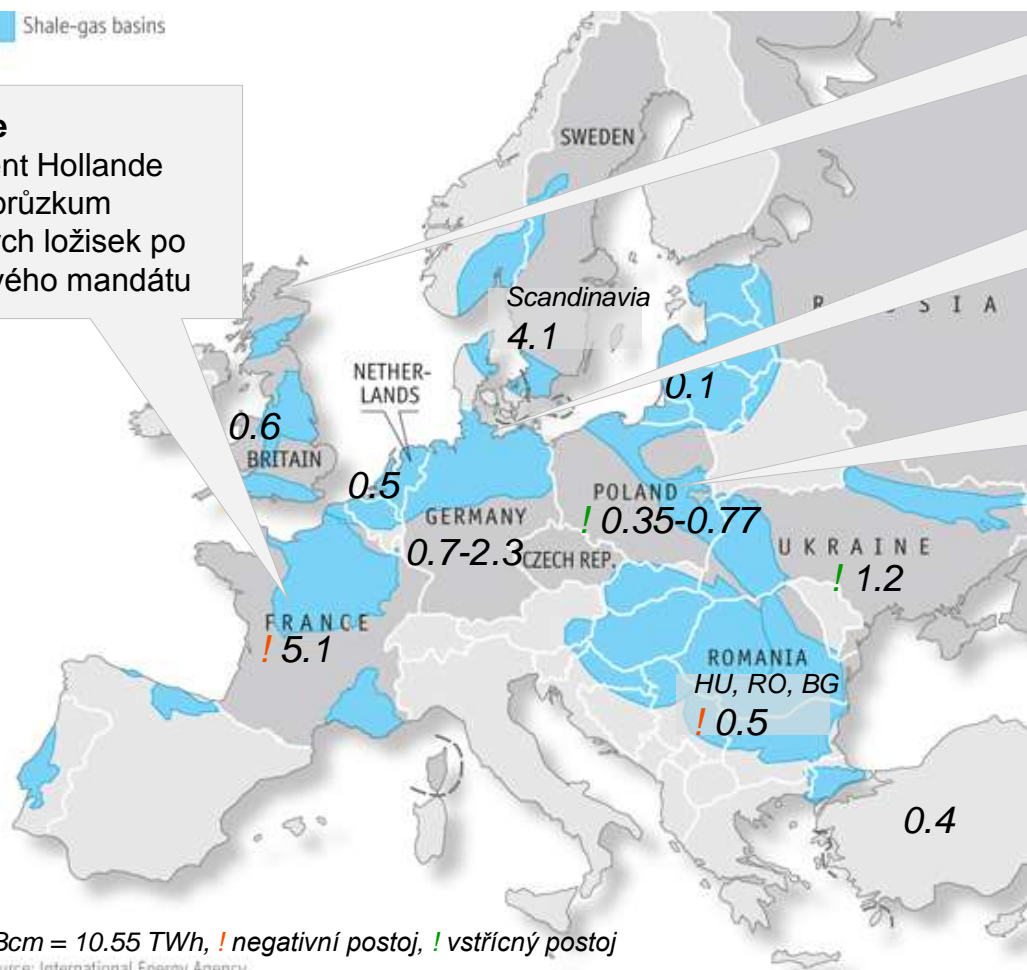 Shale-gas basins
e
ent Hollande
průzkum
ých ložisek po
vého mandátu
SWEDEN
Scandinavia
4.1
R S I A
NETHER-
LANDS
0.1
0.6
BRITAIN
0.5
POLAND
! 0.35-0.77
GERMANY
0.7-2.3
CZECH REP.
UKRAINE
! 1.2
FRANCE
! 5.1
ROMANIA
HU, RO, BG
! 0.5
0.4
Bcm = 10.55 TWh, ! negativní postoj, ! vstřícný postoj
urce: International Energy Agency